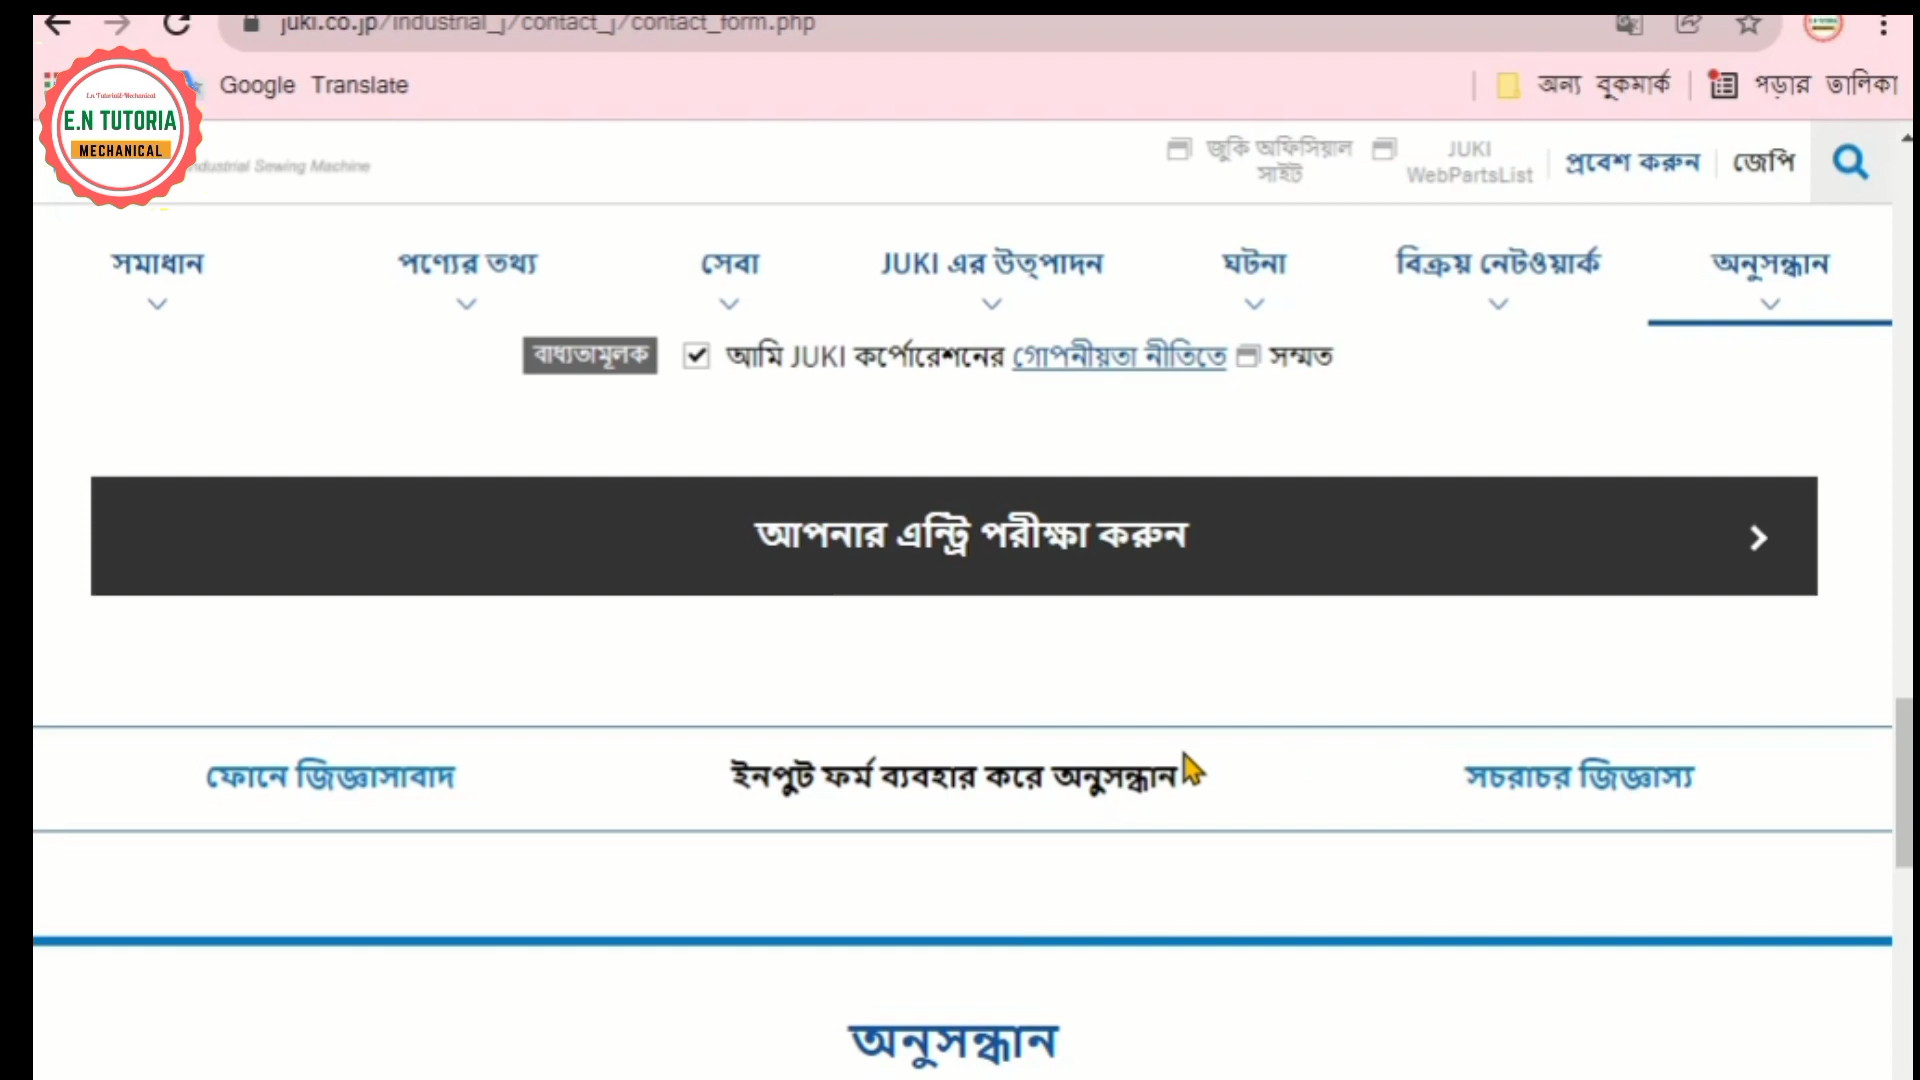 juki.co.jp/industrial_j/contact_j/contact_form.php
Google Translate
অন্য বুকমার্ক
পড়ার তালিকা
E.N TUTORIA
MECHANICAL
Industrial Sewing Machine
জুকি অফিসিয়াল
সাইট
JUKI
WebPartsList
প্রবেশ করুন
জেপি
সমাধান
পণ্যের তথ্য
সেবা
JUKI এর উত্পাদন
ঘটনা
বিক্রয় নেটওয়ার্ক
অনুসন্ধান
বাধ্যতামূলক
আমি JUKI কর্পোরেশনের গোপনীয়তা নীতিতে সম্মত
আপনার এন্ট্রি পরীক্ষা করুন
ফোনে জিজ্ঞাসাবাদ
ইনপুট ফর্ম ব্যবহার করে অনুসন্ধান
সচরাচর জিজ্ঞাস্য
অনুসন্ধান